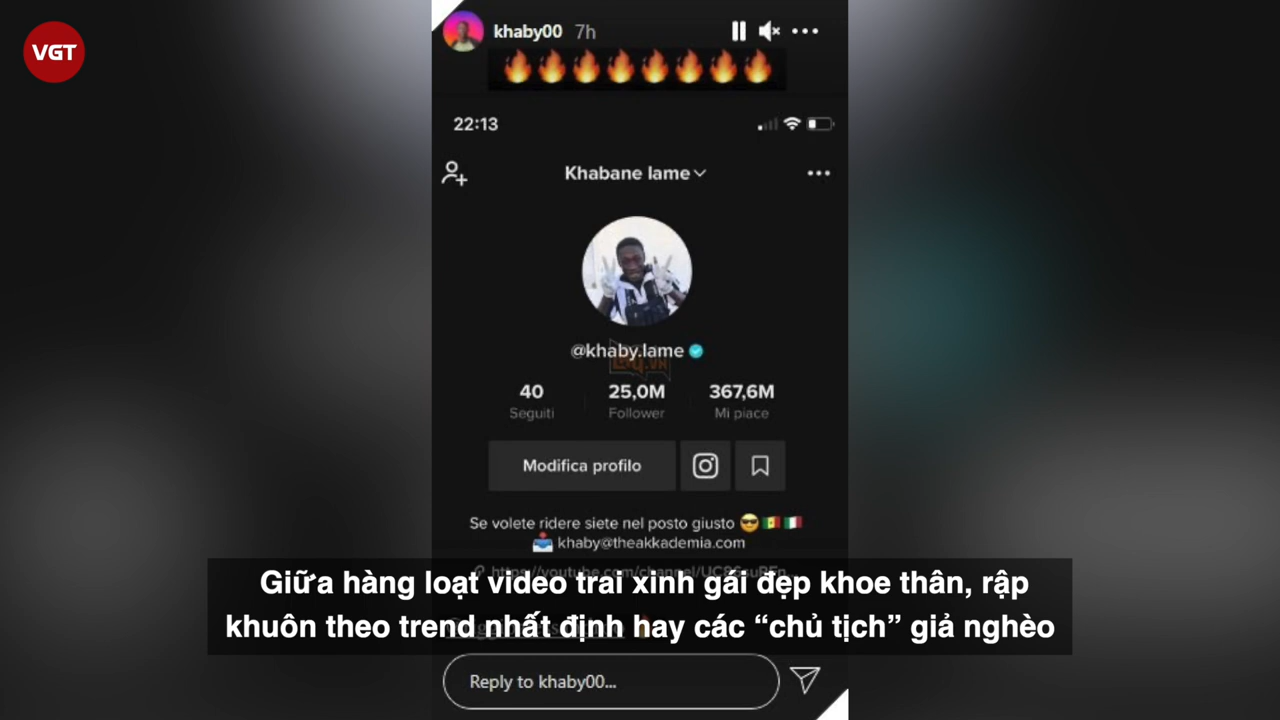 VGT
khaby00 7h
🔥🔥🔥🔥🔥🔥🔥🔥
22:13
Khabane lame
@khaby.lame
40 25,0M 367,6M
Seguiti Follower Mi piace
Modifica profilo
Se volete ridere siete nel posto giusto 😎🇸🇳🇮🇹
📩 khaby@theakkademia.com
Giữa hàng loạt video trai xinh gái đẹp khoe thân, rập
khuôn theo trend nhất định hay các “chủ tịch” giả nghèo
Reply to khaby00...